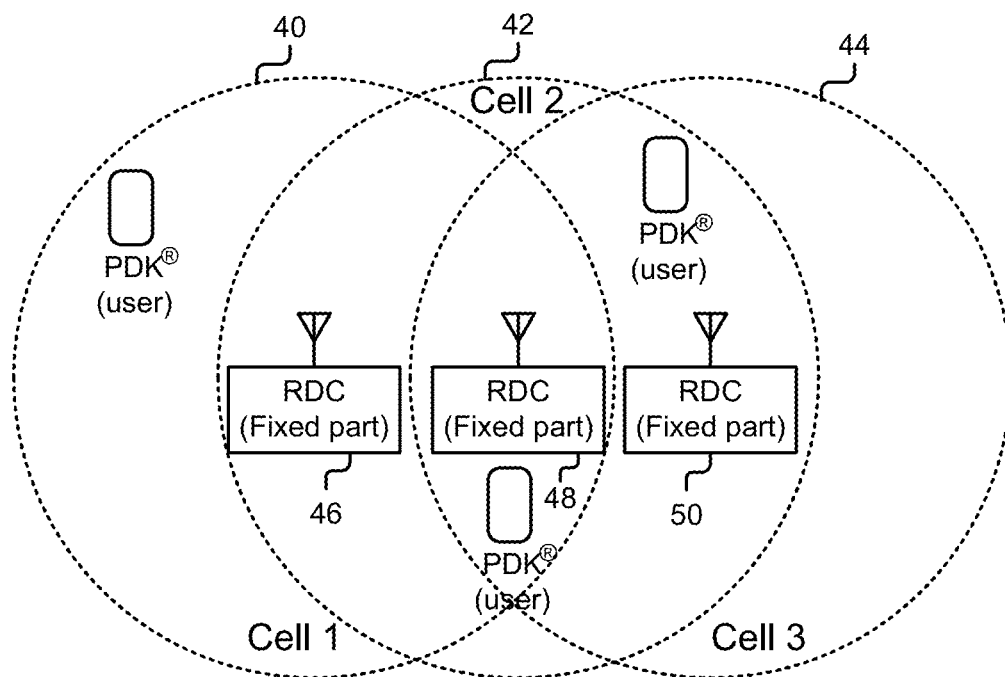 40
42
44
Cell 2
PDK®
(user)
PDK®
(user)
RDC
(Fixed part)
RDC
(Fixed part)
RDC
(Fixed part)
46
48
50
PDK®
(user)
Cell 1
Cell 3